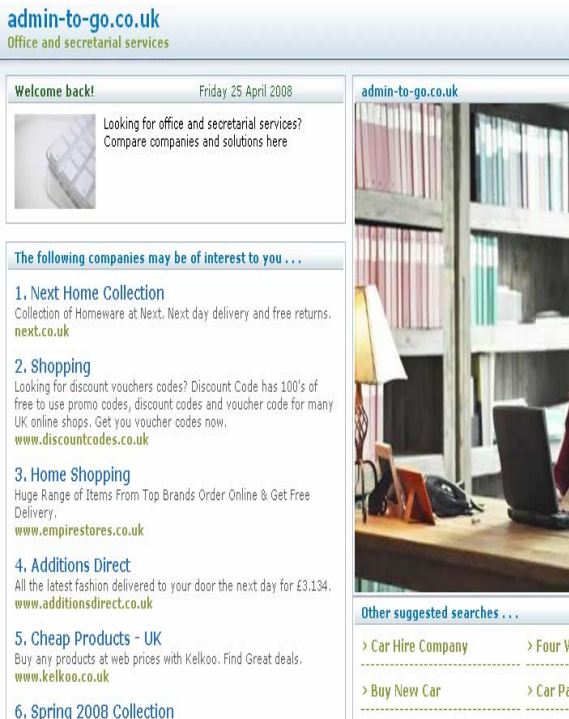 admin-to-go.co.uk
Office and secretarial services
Welcome back! Friday 25 April 2008
Looking for office and secretarial services?
Compare companies and solutions here
The following companies may be of interest to you . . .
1. Next Home Collection
Collection of Homeware at Next. Next day delivery and free returns.
next.co.uk
2. Shopping
Looking for discount vouchers codes? Discount Code has 100's of
free to use promo codes, discount codes and voucher code for many
UK online shops. Get you voucher codes now.
www.discountcodes.co.uk
3. Home Shopping
Huge Range of Items From Top Brands Order Online & Get Free
Delivery.
www.empirestores.co.uk
4. Additions Direct
All the latest fashion delivered to your door the next day for £3.134.
www.additionsdirect.co.uk
5. Cheap Products - UK
Buy any products at web prices with Kelkoo. Find Great deals.
www.kelkoo.co.uk
6. Spring 2008 Collection
admin-to-go.co.uk
Other suggested searches . . .
> Car Hire Company > Four
> Buy New Car > Car